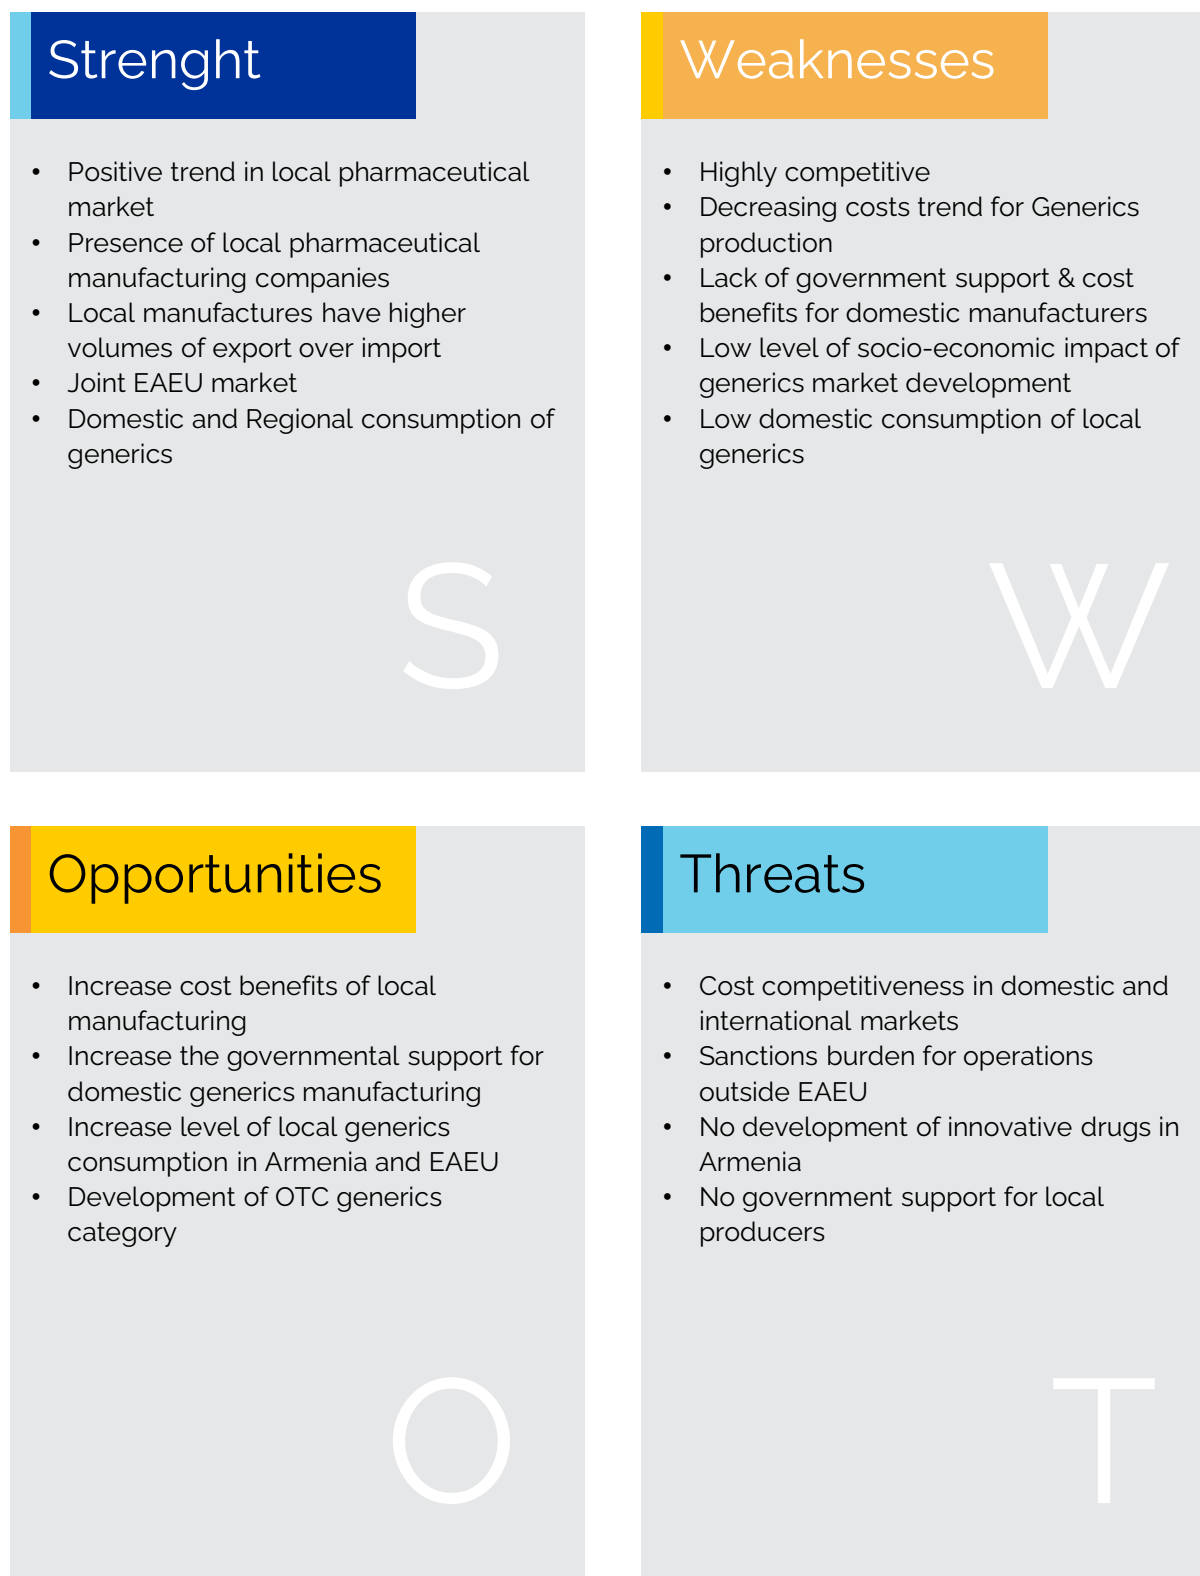 Strenght
• Positive trend in local pharmaceutical
market
• Presence of local pharmaceutical
manufacturing companies
• Local manufactures have higher
volumes of export over import
• Joint EAEU market
• Domestic and Regional consumption of
generics
S
Weaknesses
• Highly competitive
• Decreasing costs trend for Generics
production
• Lack of government support & cost
benefits for domestic manufacturers
• Low level of socio-economic impact of
generics market development
• Low domestic consumption of local
generics
W
Opportunities
• Increase cost benefits of local
manufacturing
• Increase the governmental support for
domestic generics manufacturing
• Increase level of local generics
consumption in Armenia and EAEU
• Development of OTC generics
category
O
Threats
• Cost competitiveness in domestic and
international markets
• Sanctions burden for operations
outside EAEU
• No development of innovative drugs in
Armenia
• No government support for local
producers
T